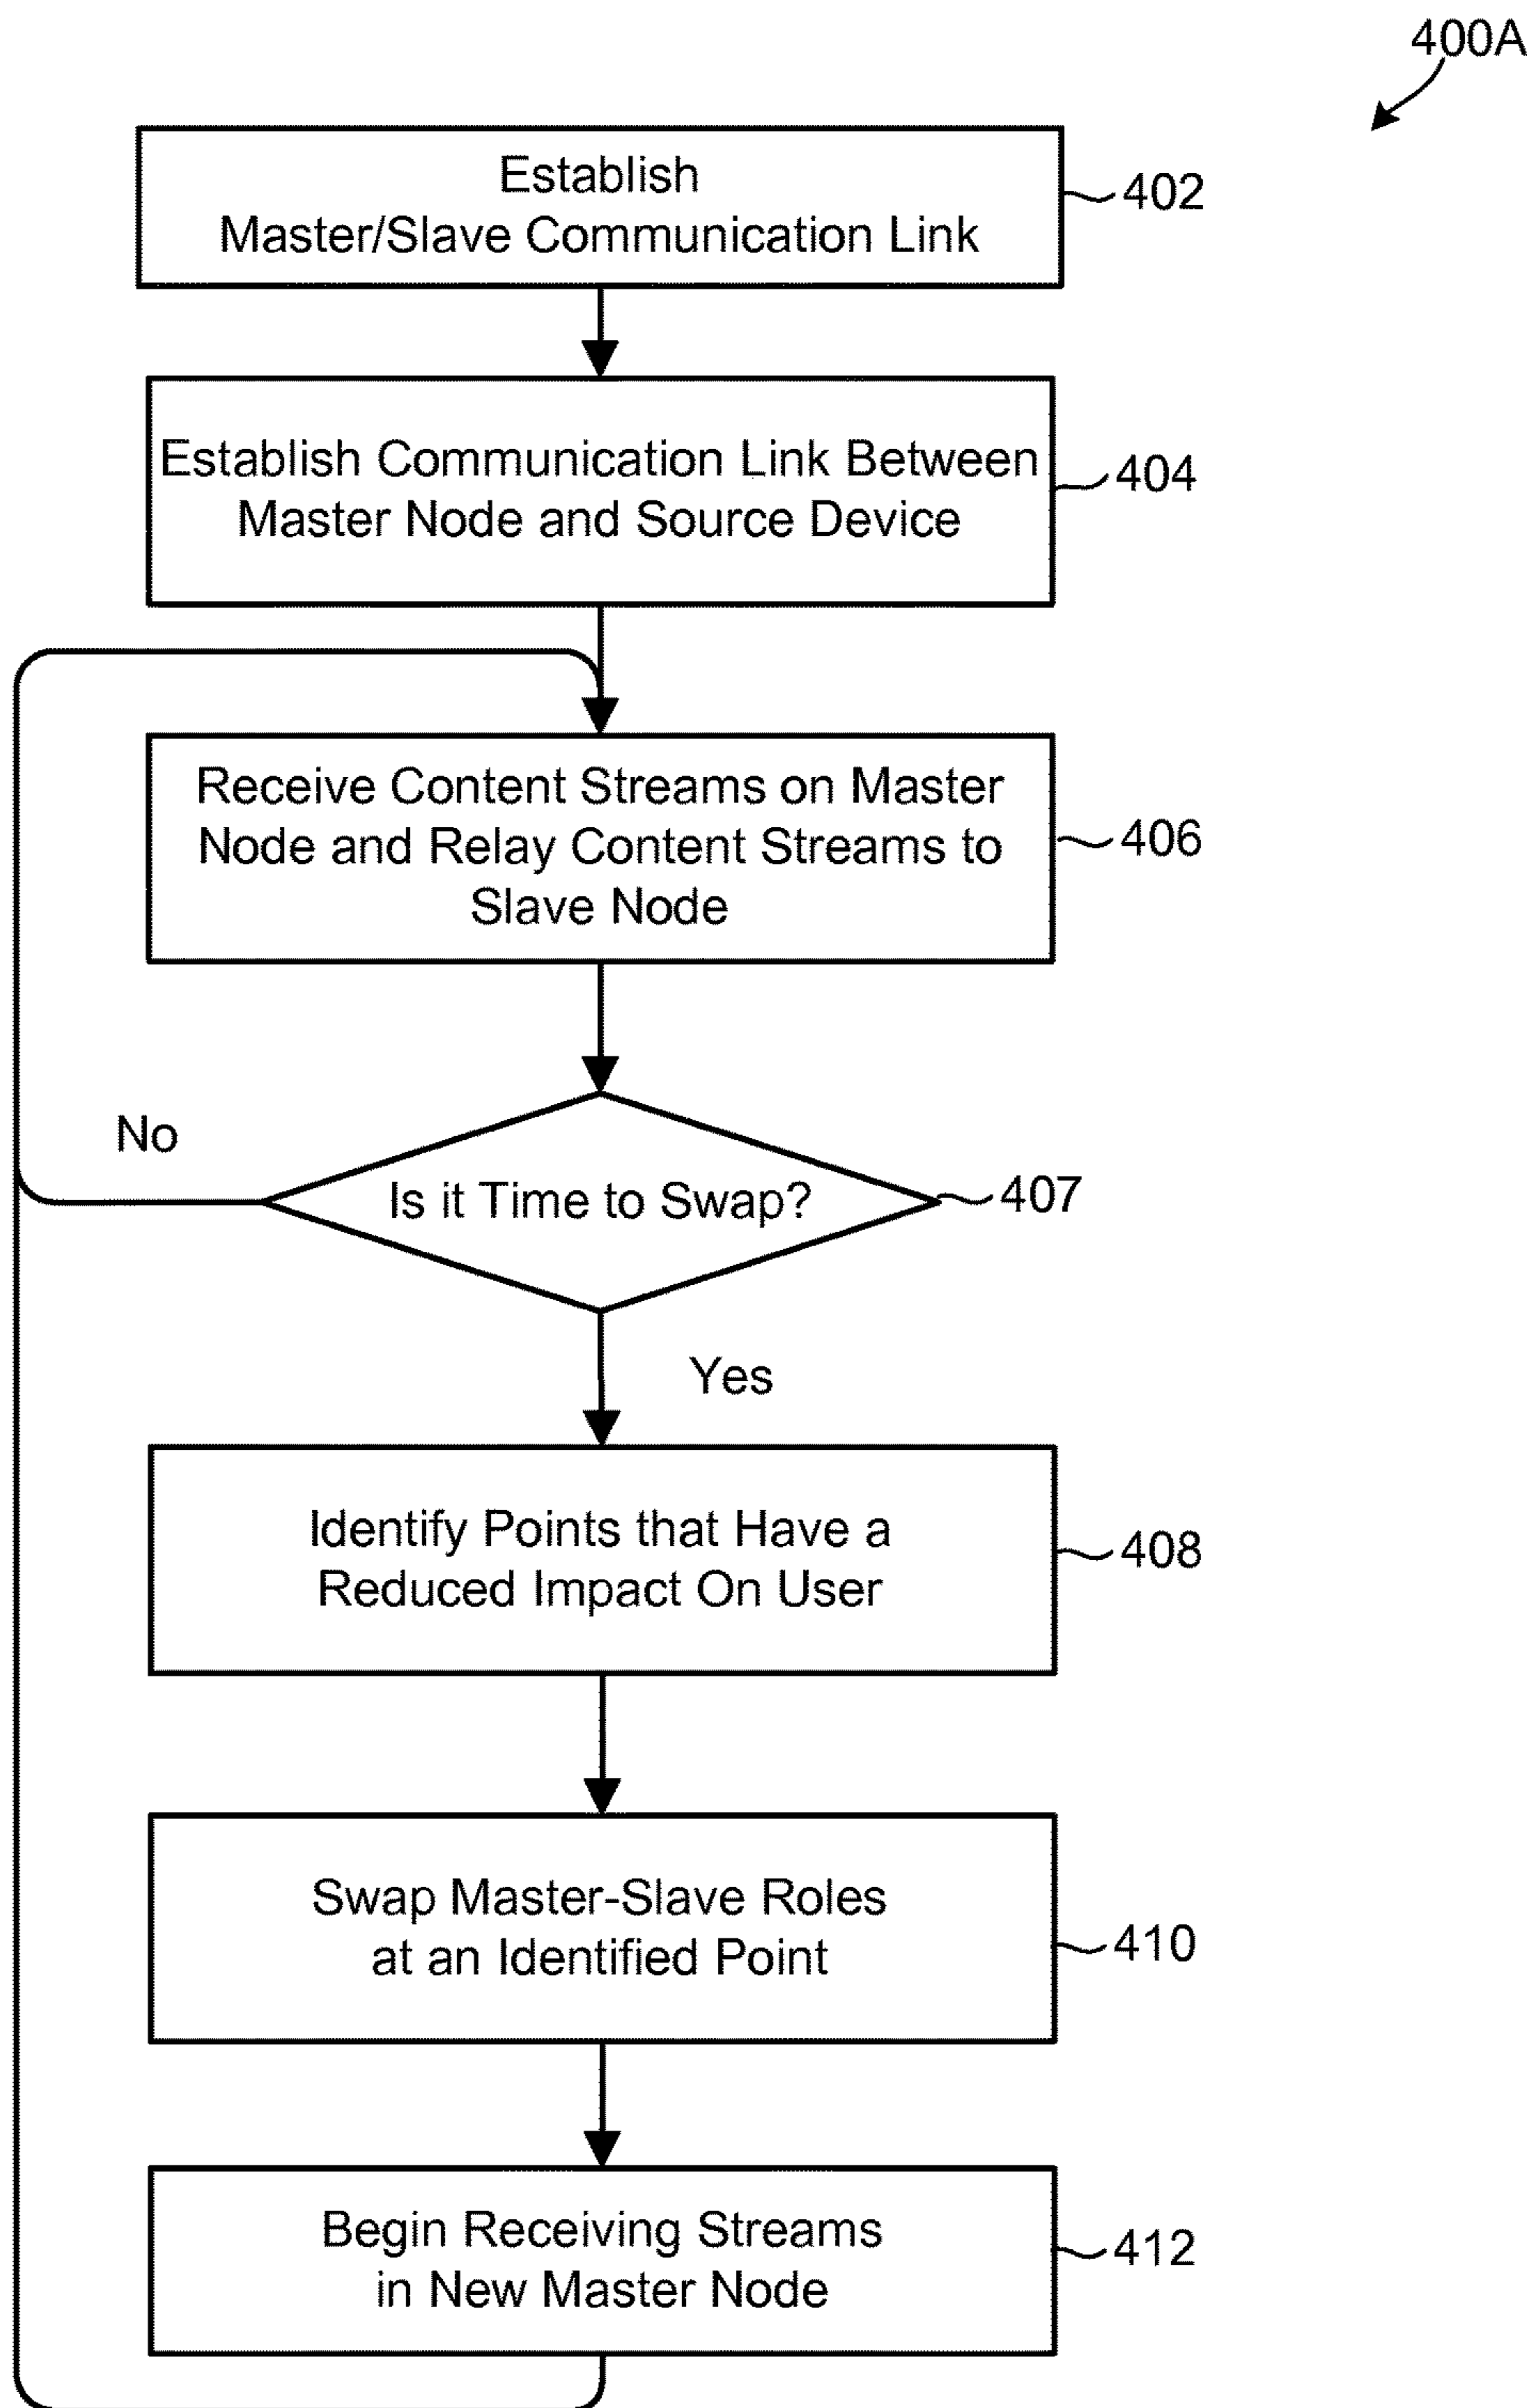 400A
Establish
Master/Slave Communication Link
402
Establish Communication Link Between
Master Node and Source Device
404
Receive Content Streams on Master
Node and Relay Content Streams to
Slave Node
406
No
Is it Time to Swap?
407
Yes
Identify Points that Have a
Reduced Impact On User
408
Swap Master-Slave Roles
at an Identified Point
410
Begin Receiving Streams
in New Master Node
412